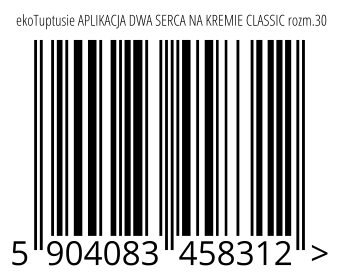 ekoTuptusie APLIKACJA DWA SERCA NA KREMIE CLASSIC rozm.30
5 904083 458312 >